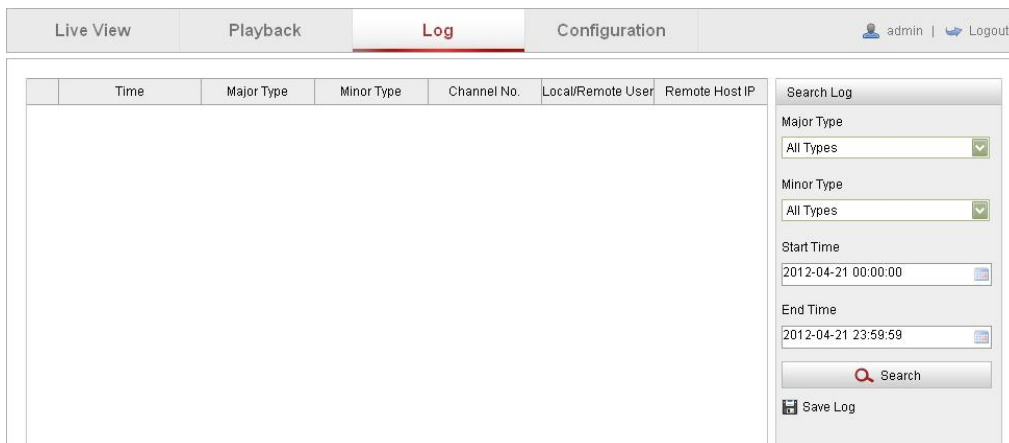 Live View Playback Log Configuration admin | Logout
Time Major Type Minor Type Channel No. Local/Remote User Remote Host IP
Search Log
Major Type
All Types
Minor Type
All Types
Start Time
2012-04-21 00:00:00
End Time
2012-04-21 23:59:59
Search
Save Log